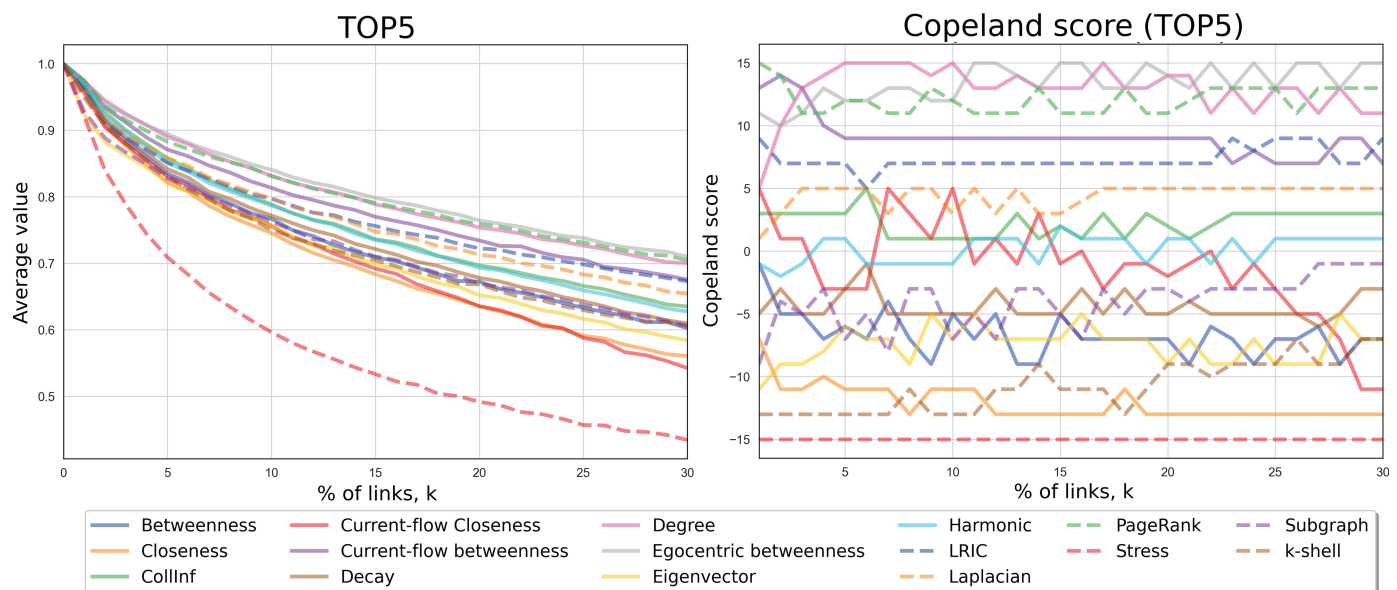 TOP5
Copeland score (TOP5)
1.0
0.9
0.8
0.7
0.6
0.5
Average value
0 5 10 15 20 25 30
% of links, k
15
10
5
0
−5
−10
−15
Copeland score
5 10 15 20 25 30
% of links, k
Betweenness Current-flow Closeness Degree Harmonic PageRank Subgraph
Closeness Current-flow betweenness Egocentric betweenness LRIC Stress k-shell
CollInf Decay Eigenvector Laplacian